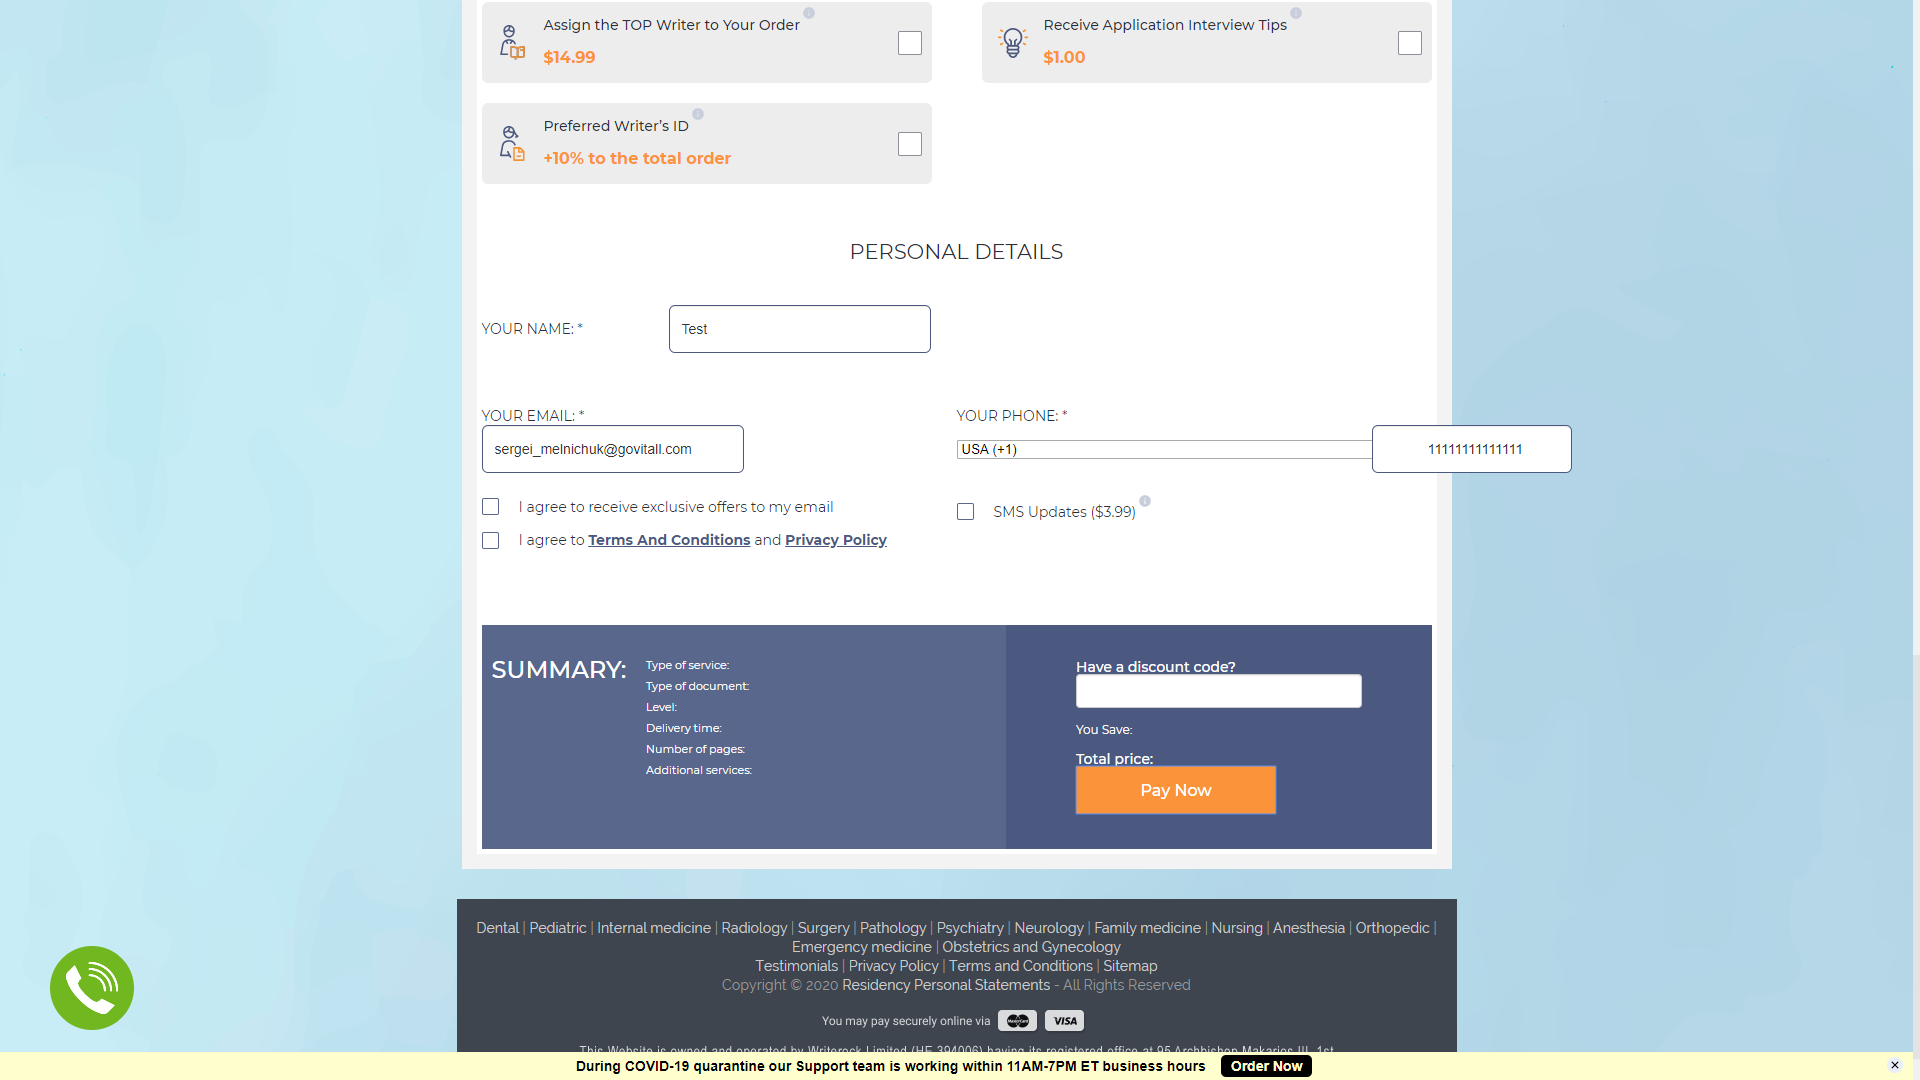 Assign the TOP Writer to Your Order
$14.99
Receive Application Interview Tips
$1.00
Preferred Writer's ID
+10% to the total order
PERSONAL DETAILS
YOUR NAME: *
Test
YOUR EMAIL: *
sergei_melnichuk@govitall.com
YOUR PHONE: *
USA (+1)
11111111111111
I agree to receive exclusive offers to my email
I agree to Terms And Conditions and Privacy Policy
SMS Updates ($3.99)
SUMMARY:
Type of service:
Type of document:
Level:
Delivery time:
Number of pages:
Additional services:
Have a discount code?
You Save:
Total price:
Pay Now
Dental | Pediatric | Internal medicine | Radiology | Surgery | Pathology | Psychiatry | Neurology | Family medicine | Nursing | Anesthesia | Orthopedic |
Emergency medicine | Obstetrics and Gynecology
Testimonials | Privacy Policy | Terms and Conditions | Sitemap
Copyright © 2020 Residency Personal Statements - All Rights Reserved
You may pay securely online via MasterCard VISA
This Website is owned and operated by Writerock Limited (HE 394006) having its registered office at 95 Archbishop Makarios III, 1st
During COVID-19 quarantine our Support team is working within 11AM-7PM ET business hours Order Now